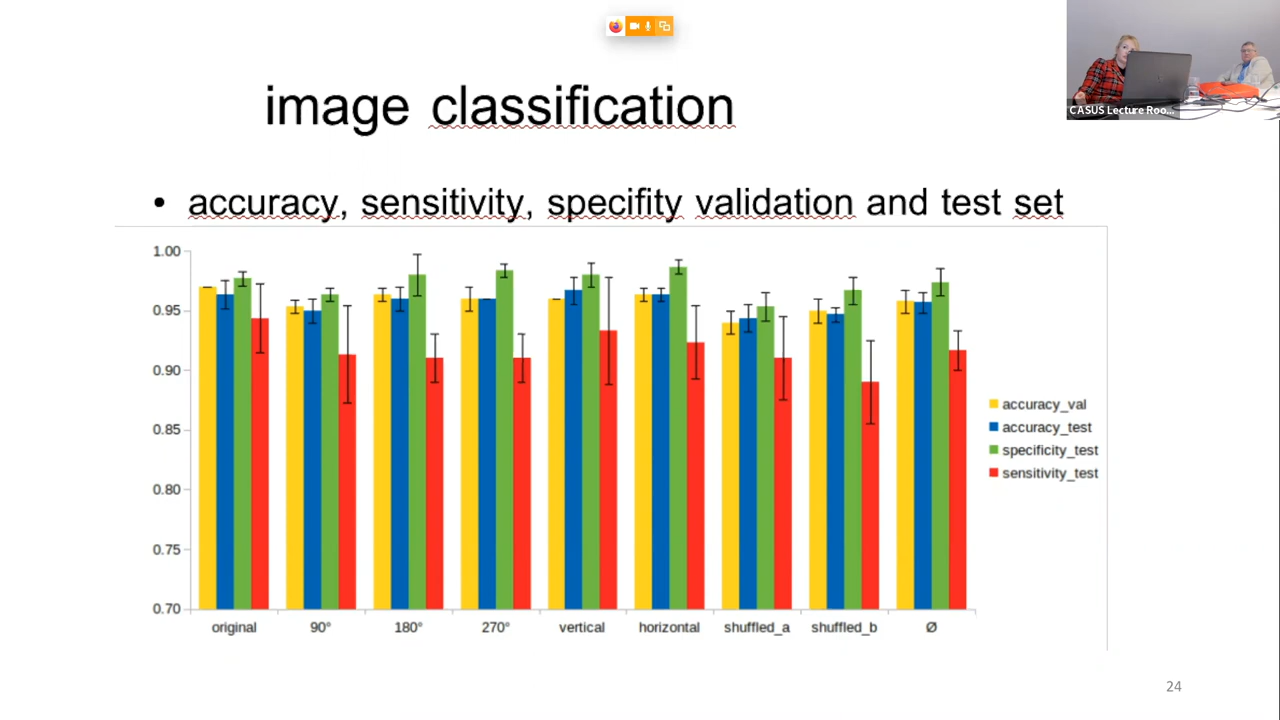 image classification
CASUS Lecture Roo...
• accuracy, sensitivity, specifity validation and test set
1.00
0.95
0.90
0.85
0.80
0.75
0.70
original 90° 180° 270° vertical horizontal shuffled_a shuffled_b Ø
accuracy_val
accuracy_test
specificity_test
sensitivity_test
24